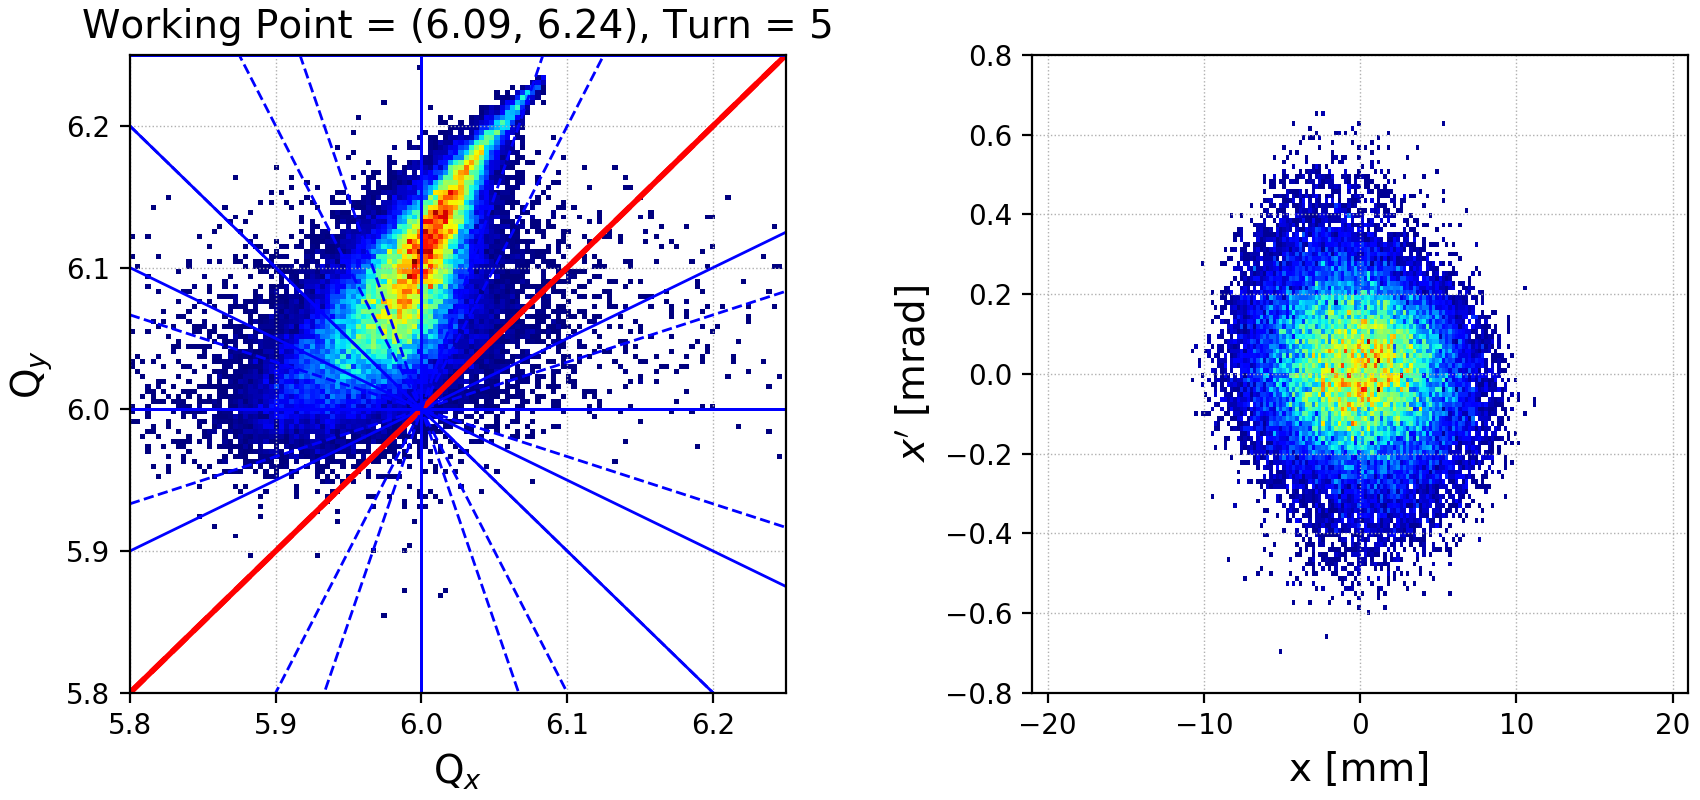 Working Point = (6.09, 6.24), Turn = 5
6.2
6.1
6.0
5.9
5.8
Q_y
5.8 5.9 6.0 6.1 6.2
Q_x
0.8
0.6
0.4
0.2
0.0
−0.2
−0.4
−0.6
−0.8
x′ [mrad]
−20 −10 0 10 20
x [mm]